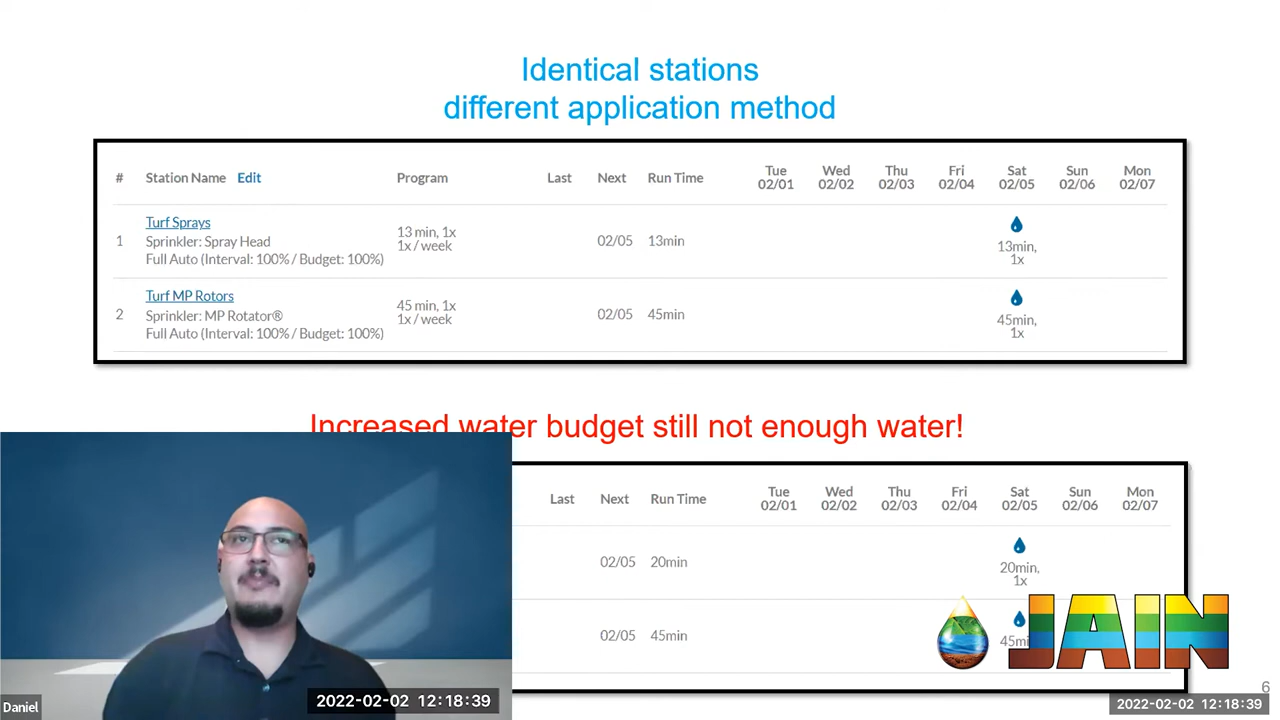 Identical stations
different application method
# Station Name Edit Program Last Next Run Time Tue 02/01 Wed 02/02 Thu 02/03 Fri 02/04 Sat 02/05 Sun 02/06 Mon 02/07
1 Turf Sprays
Sprinkler: Spray Head
Full Auto (Interval: 100% / Budget: 100%)
13 min, 1x
1x / week
02/05 13min
13min,
1x
2 Turf MP Rotors
Sprinkler: MP Rotator®
Full Auto (Interval: 100% / Budget: 100%)
45 min, 1x
1x / week
02/05 45min
45min,
1x
Increased water budget still not enough water!
Last Next Run Time Tue 02/01 Wed 02/02 Thu 02/03 Fri 02/04 Sat 02/05 Sun 02/06 Mon 02/07
02/05 20min
20min,
1x
02/05 45min
JAIN
6
Daniel
2022-02-02 12:18:39
2022-02-02 12:18:39